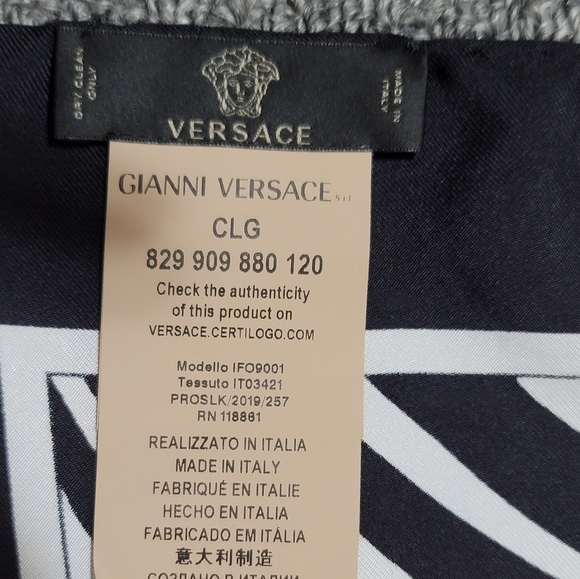 DRY CLEAN
ONLY
MADE IN
ITALY
VERSACE
GIANNI VERSACE S.r.l.
CLG
829 909 880 120
Check the authenticity
of this product on
VERSACE.CERTILOGO.COM
Modello IFO9001
Tessuto IT03421
PROSLK/2019/257
RN 118861
REALIZZATO IN ITALIA
MADE IN ITALY
FABRIQUÉ EN ITALIE
HECHO EN ITALIA
FABRICADO EM ITÁLIA
意大利制造
СОЗДАНО В ИТАЛИИ